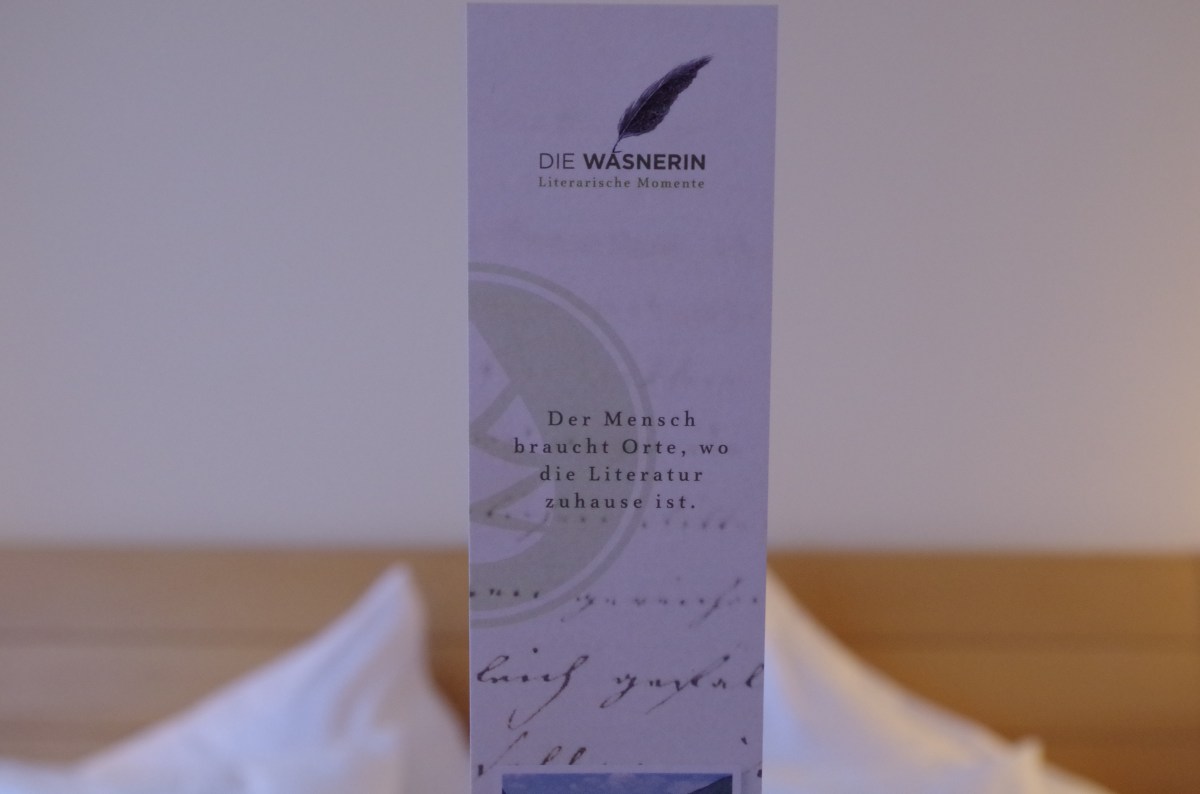 DIE WASNERIN
Literarische Momente
Der Mensch
braucht Orte, wo
die Literatur
zuhause ist.